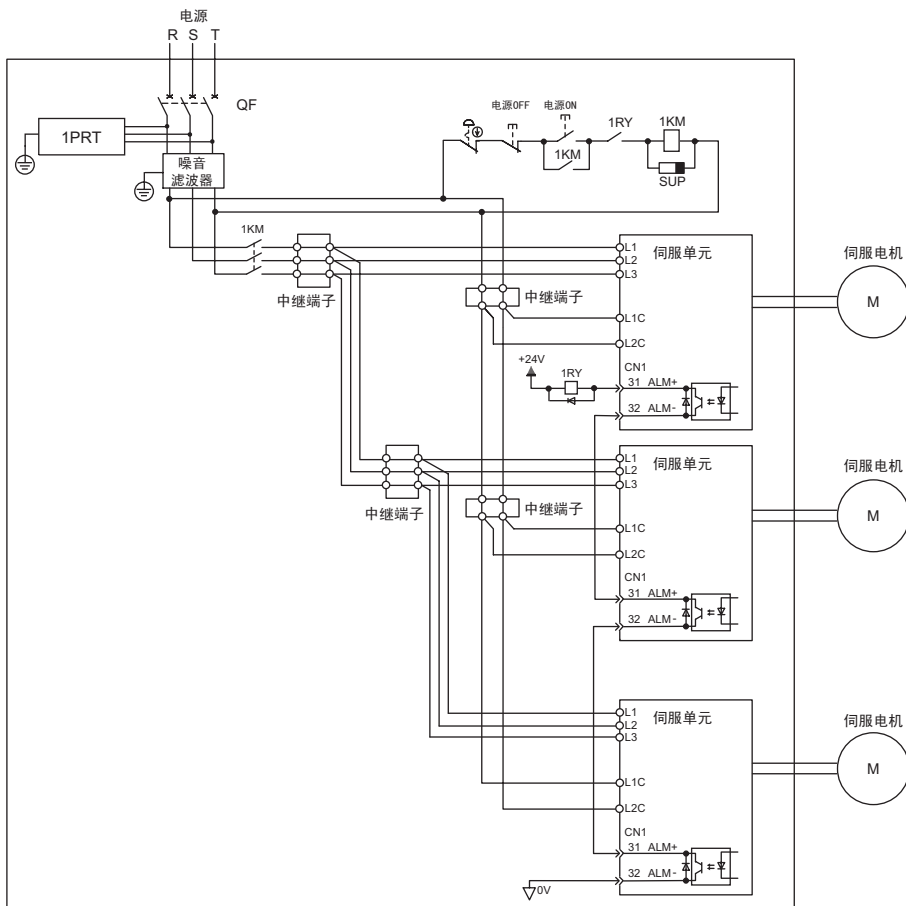 电源
R S T
QF
1PRT
噪音
滤波器
电源OFF
电源ON
1RY
1KM
1KM
SUP
1KM
中继端子
L1
L2
L3
伺服单元
伺服电机
M
中继端子
L1C
L2C
+24V
1RY
CN1
31 ALM+
32 ALM-
L1
L2
L3
伺服单元
伺服电机
M
中继端子
中继端子
L1C
L2C
CN1
31 ALM+
32 ALM-
L1
L2
L3
伺服单元
伺服电机
M
L1C
L2C
CN1
31 ALM+
32 ALM-
0V